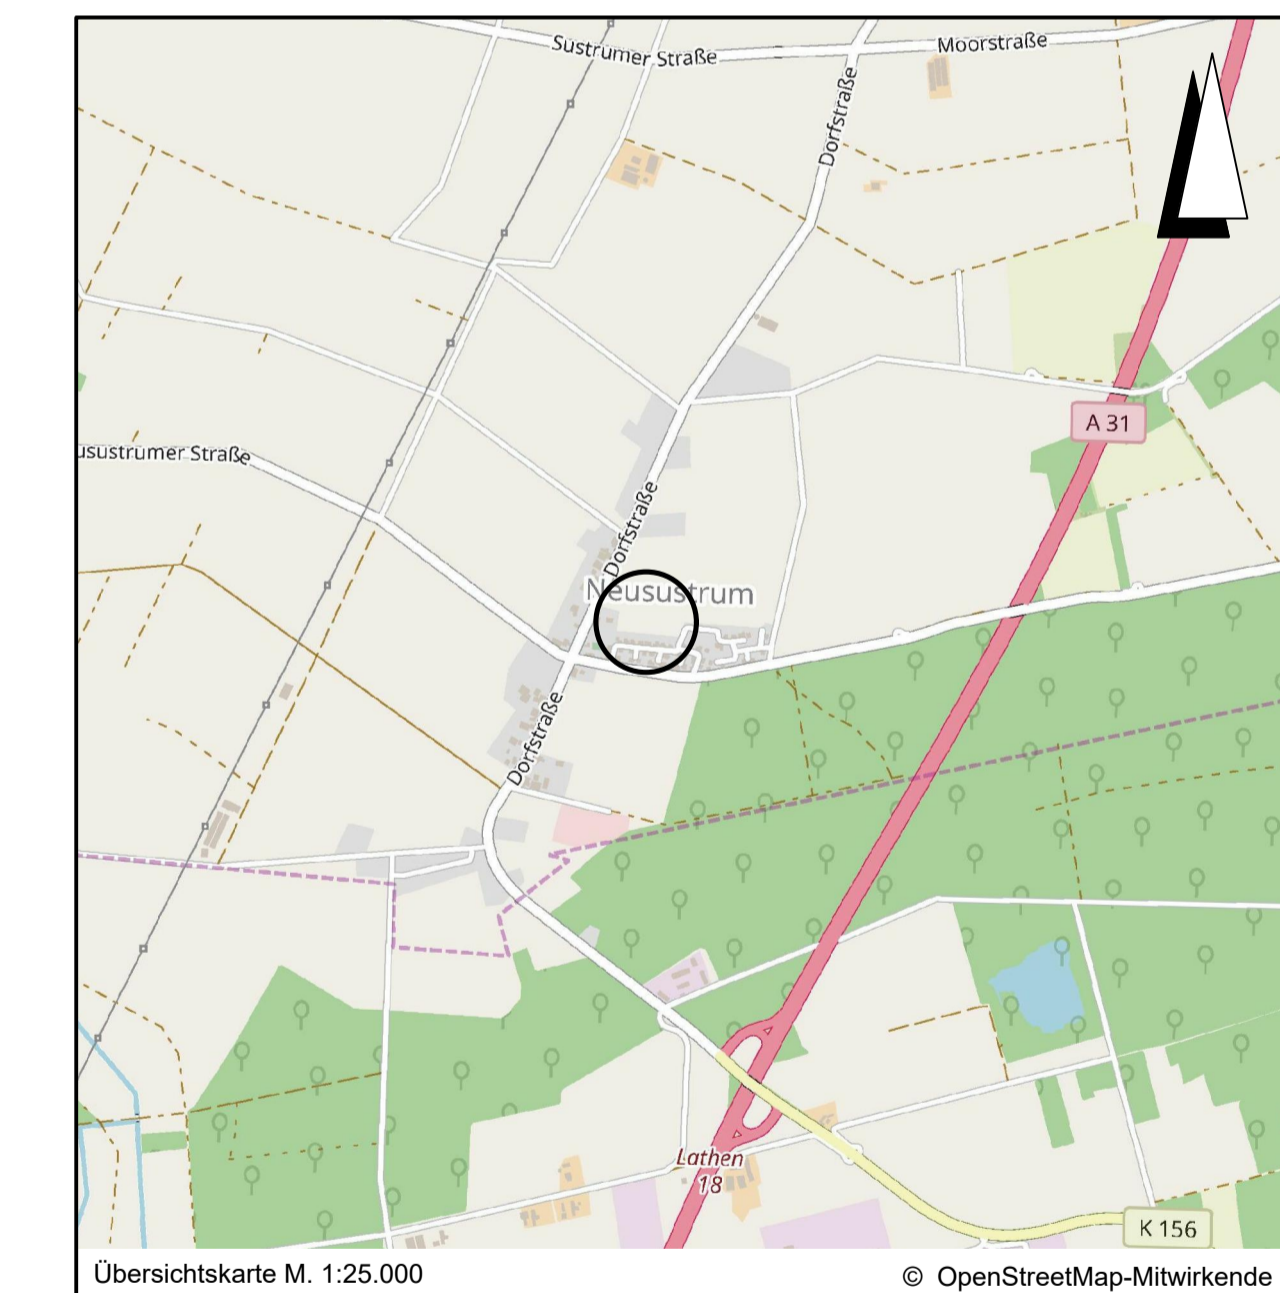 Sustrumer Straße
Moorstraße
Dorfstraße
A 31
usustrumer Straße
Dorfstraße
Neusustrum
Dorfstraße
Lathen
18
K 156
Übersichtskarte M. 1:25.000
© OpenStreetMap-Mitwirkende